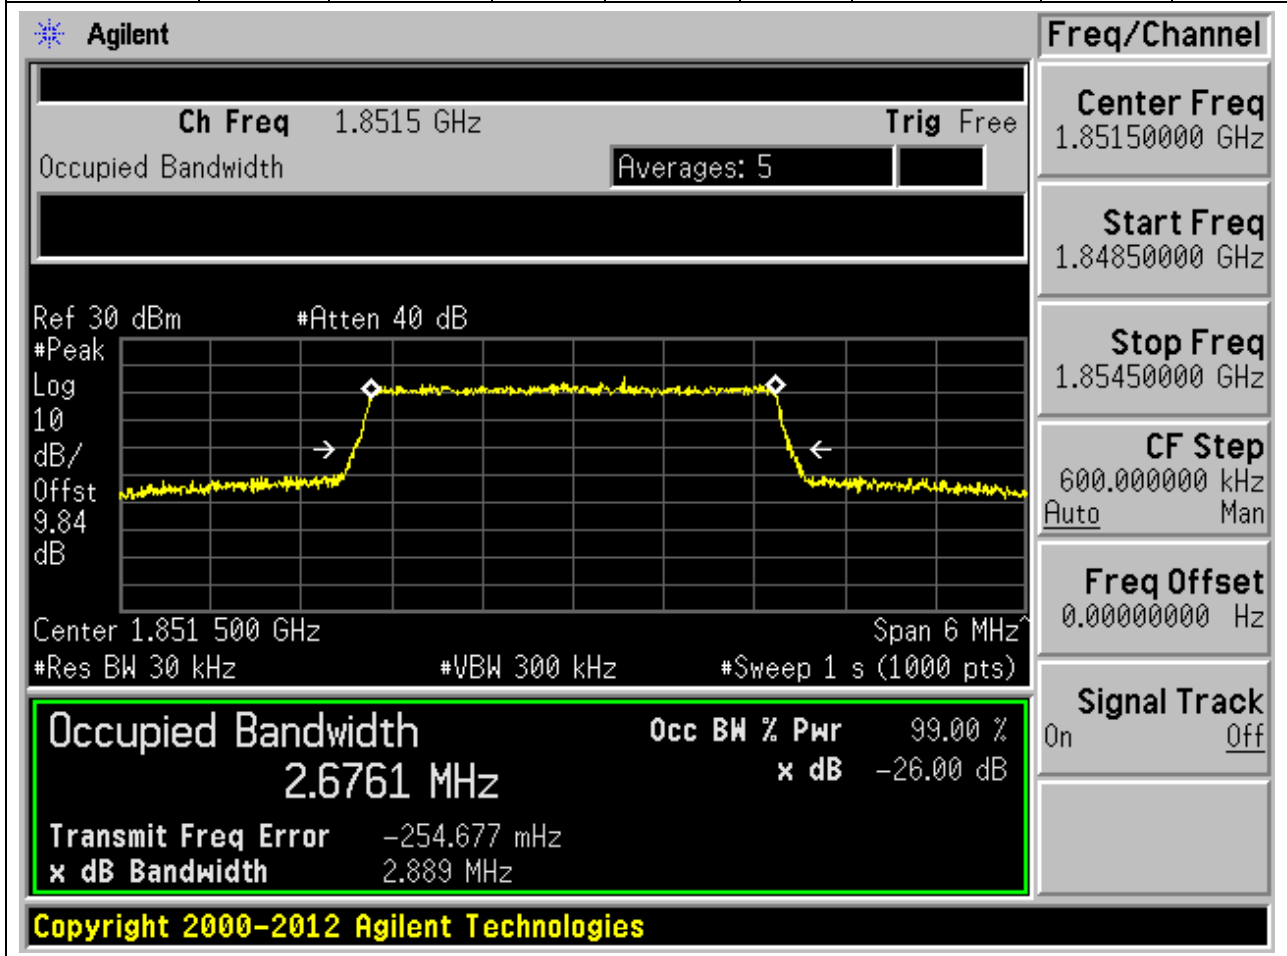 Agilent
Freq/Channel
Ch Freq 1.8515 GHz Trig Free
Occupied Bandwidth Averages: 5
Center Freq
1.85150000 GHz
Start Freq
1.84850000 GHz
Stop Freq
1.85450000 GHz
CF Step
600.000000 kHz
Auto Man
Freq Offset
0.00000000 Hz
Signal Track
On Off
Ref 30 dBm #Atten 40 dB
#Peak
Log
10
dB/
Offst
9.84
dB
Center 1.851 500 GHz Span 6 MHz^
#Res BW 30 kHz #VBW 300 kHz #Sweep 1 s (1000 pts)
Occupied Bandwidth
2.6761 MHz
Occ BW % Pwr 99.00 %
x dB -26.00 dB
Transmit Freq Error -254.677 mHz
x dB Bandwidth 2.889 MHz
Copyright 2000-2012 Agilent Technologies